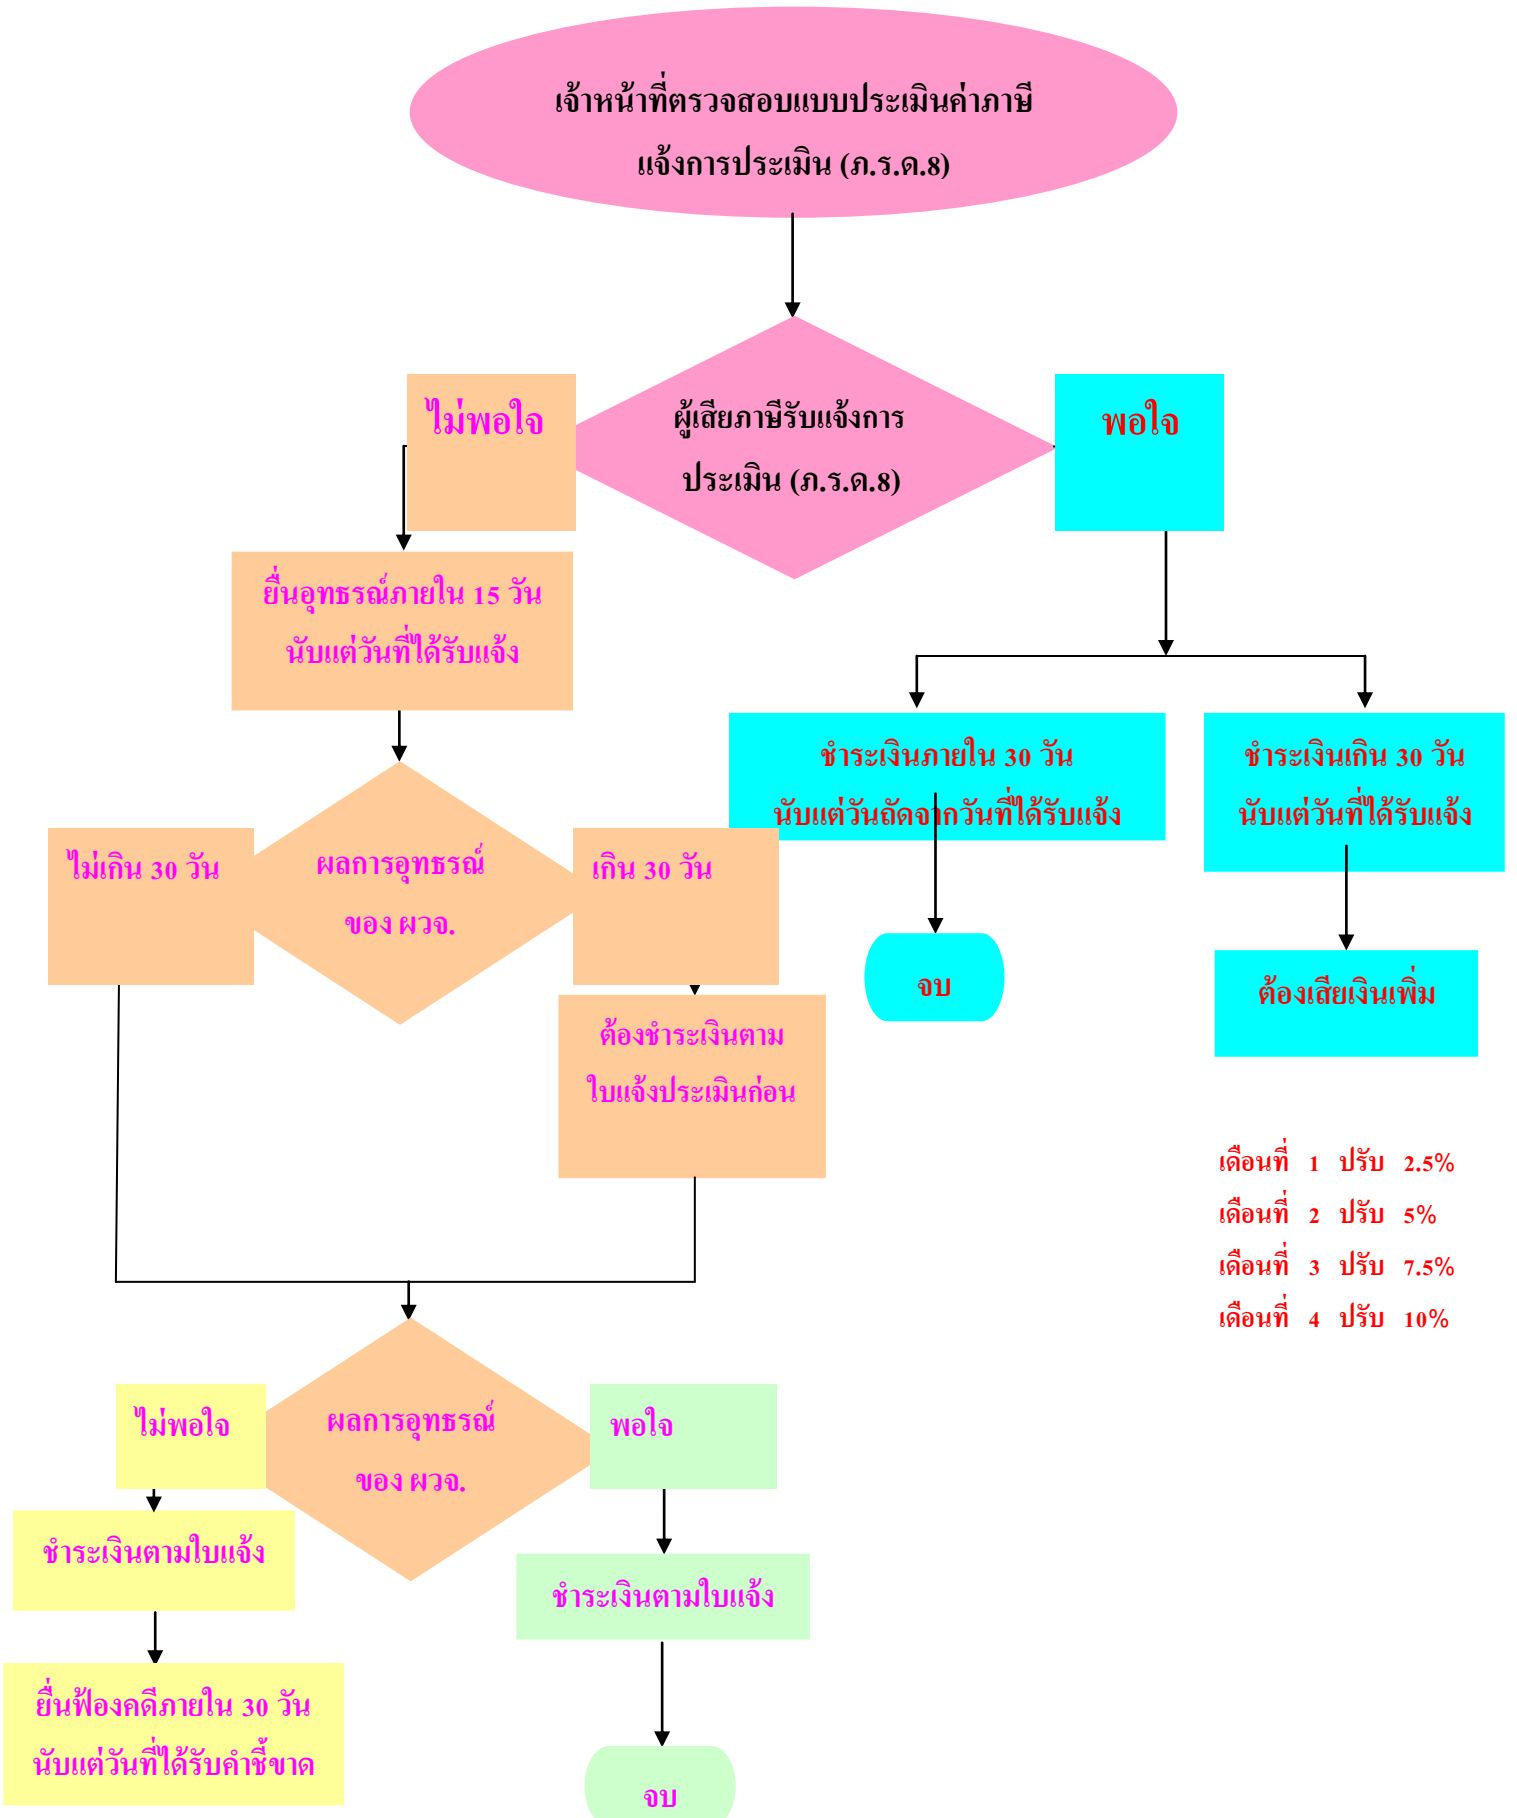 เจ้าหน้าที่ตรวจสอบแบบประเมินค่าภาษี
แจ้งการประเมิน (ภ.ร.ด.8)
ผู้เสียภาษีรับแจ้งการ
ประเมิน (ภ.ร.ด.8)
ไม่พอใจ
พอใจ
ยื่นอุทธรณ์ภายใน 15 วัน
นับแต่วันที่ได้รับแจ้ง
ชำระเงินภายใน 30 วัน
นับแต่วันถัดจากวันที่ได้รับแจ้ง
ชำระเงินเกิน 30 วัน
นับแต่วันที่ได้รับแจ้ง
ไม่เกิน 30 วัน
ผลการอุทธรณ์
ของ ผวจ.
เกิน 30 วัน
จบ
ต้องเสียเงินเพิ่ม
ต้องชำระเงินตาม
ใบแจ้งประเมินก่อน
เดือนที่ 1 ปรับ 2.5%
เดือนที่ 2 ปรับ 5%
เดือนที่ 3 ปรับ 7.5%
เดือนที่ 4 ปรับ 10%
ไม่พอใจ
ผลการอุทธรณ์
ของ ผวจ.
พอใจ
ชำระเงินตามใบแจ้ง
ชำระเงินตามใบแจ้ง
ยื่นฟ้องคดีภายใน 30 วัน
นับแต่วันที่ได้รับคำชี้ขาด
จบ